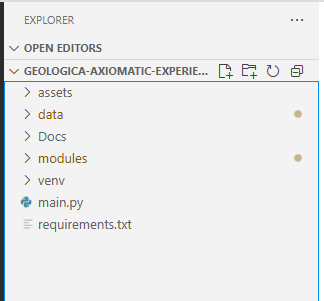 EXPLORER
OPEN EDITORS
GEOLOGICA-AXIOMATIC-EXPERIE...
assets
data
Docs
modules
venv
main.py
requirements.txt